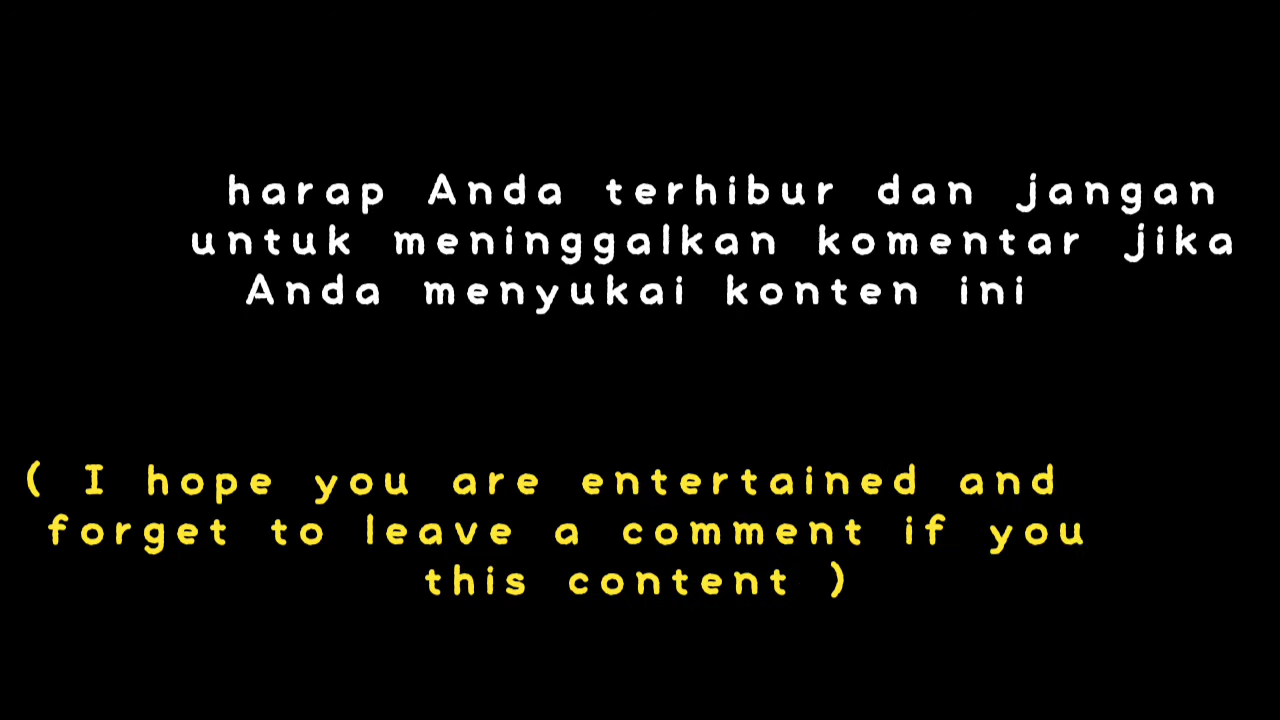 harap Anda terhibur dan jangan
untuk meninggalkan komentar jika
Anda menyukai konten ini
( I hope you are entertained and
forget to leave a comment if you
this content )